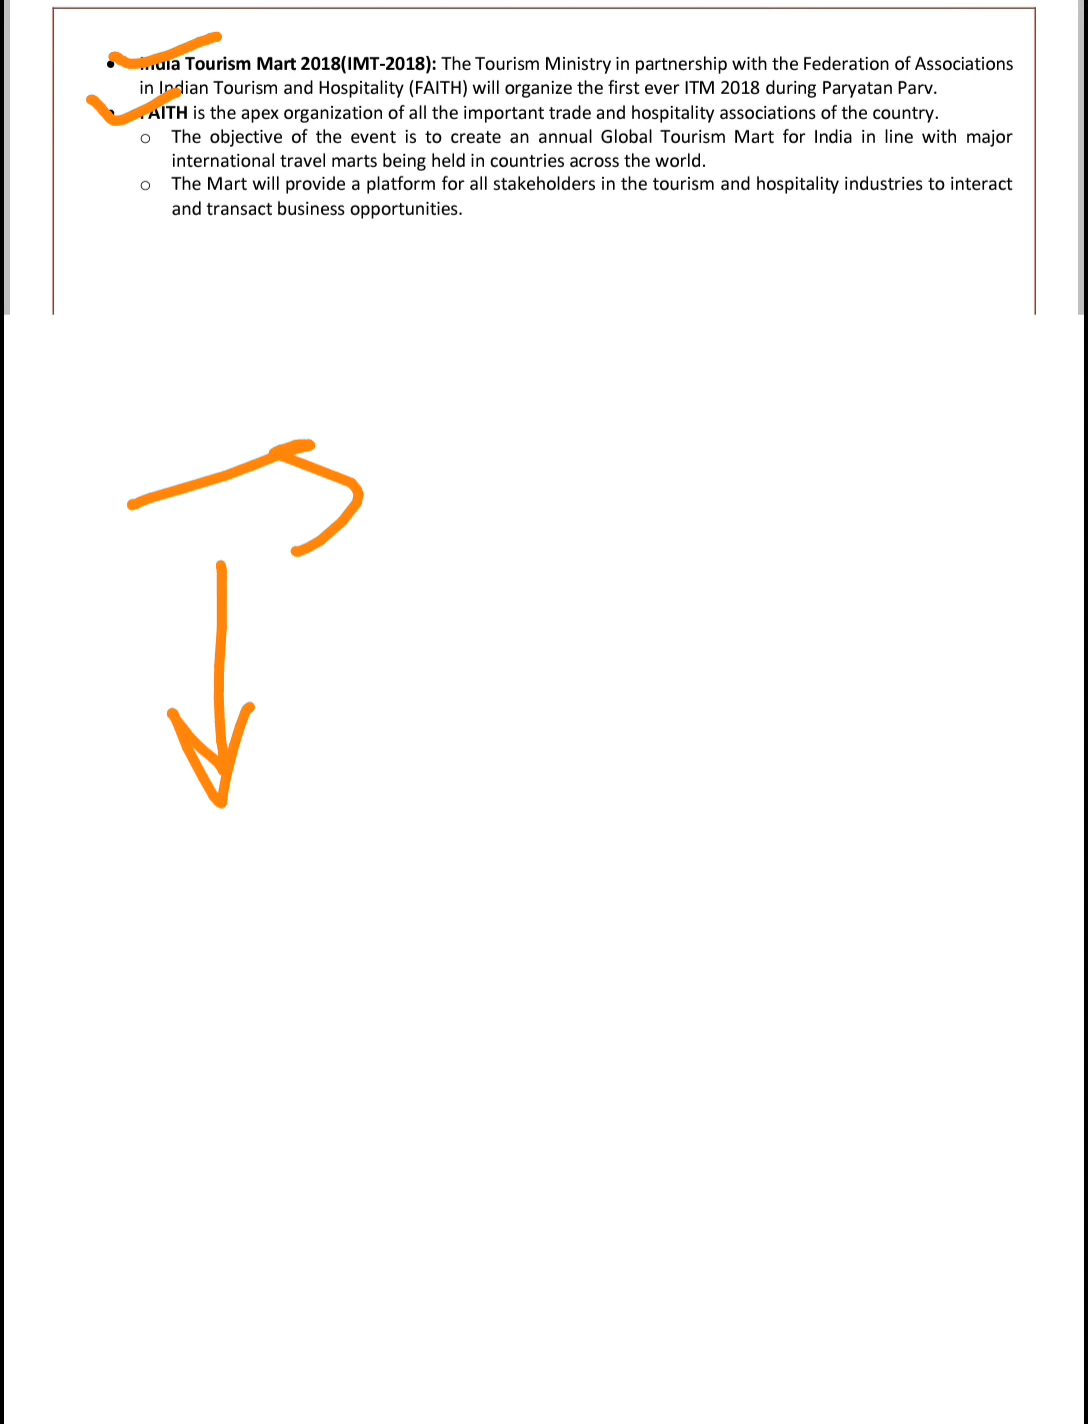 India Tourism Mart 2018(IMT-2018): The Tourism Ministry in partnership with the Federation of Associations
in Indian Tourism and Hospitality (FAITH) will organize the first ever ITM 2018 during Paryatan Parv.
FAITH is the apex organization of all the important trade and hospitality associations of the country.
o The objective of the event is to create an annual Global Tourism Mart for India in line with major
international travel marts being held in countries across the world.
o The Mart will provide a platform for all stakeholders in the tourism and hospitality industries to interact
and transact business opportunities.